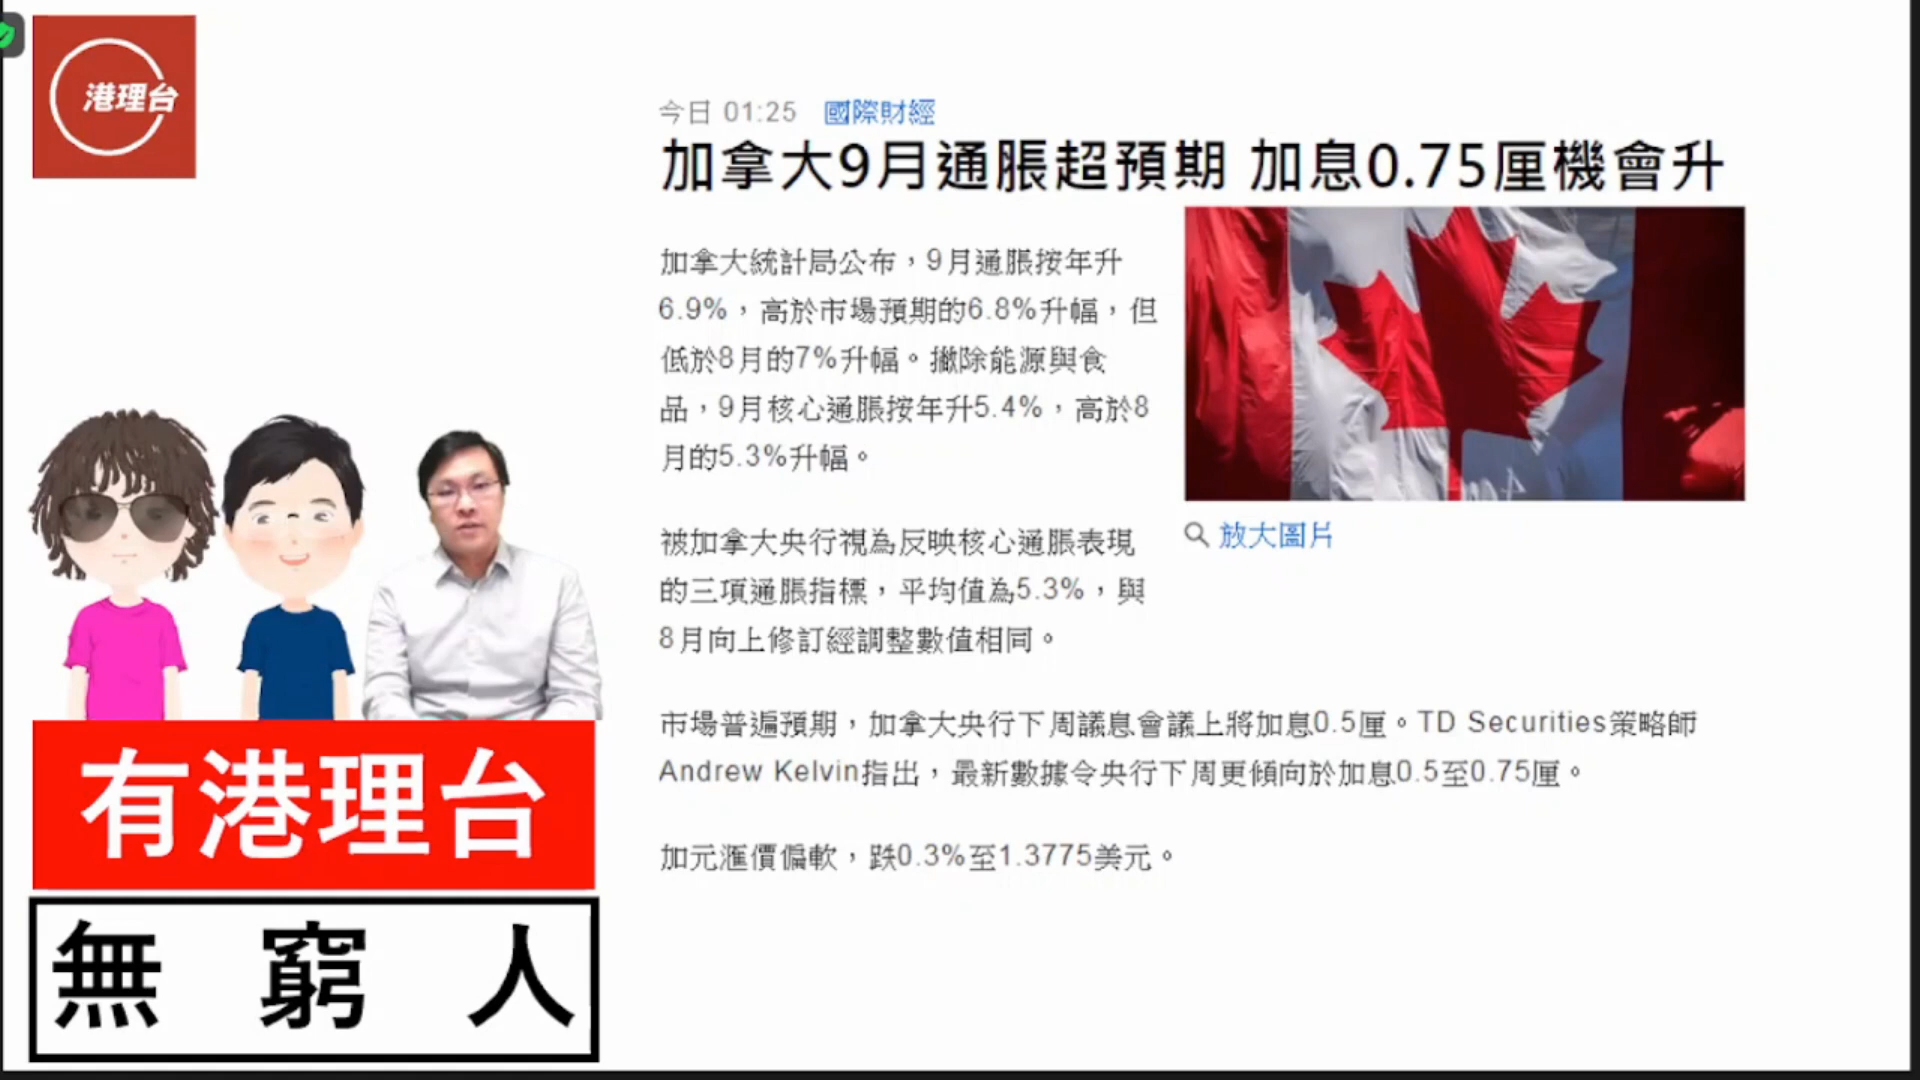 港理台
今日 01:25 國際財經
加拿大9月通脹超預期 加息0.75厘機會升
加拿大統計局公布，9月通脹按年升
6.9%，高於市場預期的6.8%升幅，但
低於8月的7%升幅。撇除能源與食
品，9月核心通脹按年升5.4%，高於8
月的5.3%升幅。
放大圖片
被加拿大央行視為反映核心通脹表現
的三項通脹指標，平均值為5.3%，與
8月向上修訂經調整數值相同。
市場普遍預期，加拿大央行下周議息會議上將加息0.5厘。TD Securities策略師
Andrew Kelvin指出，最新數據令央行下周更傾向於加息0.5至0.75厘。
加元滙價偏軟，跌0.3%至1.3775美元。
有港理台
無窮人